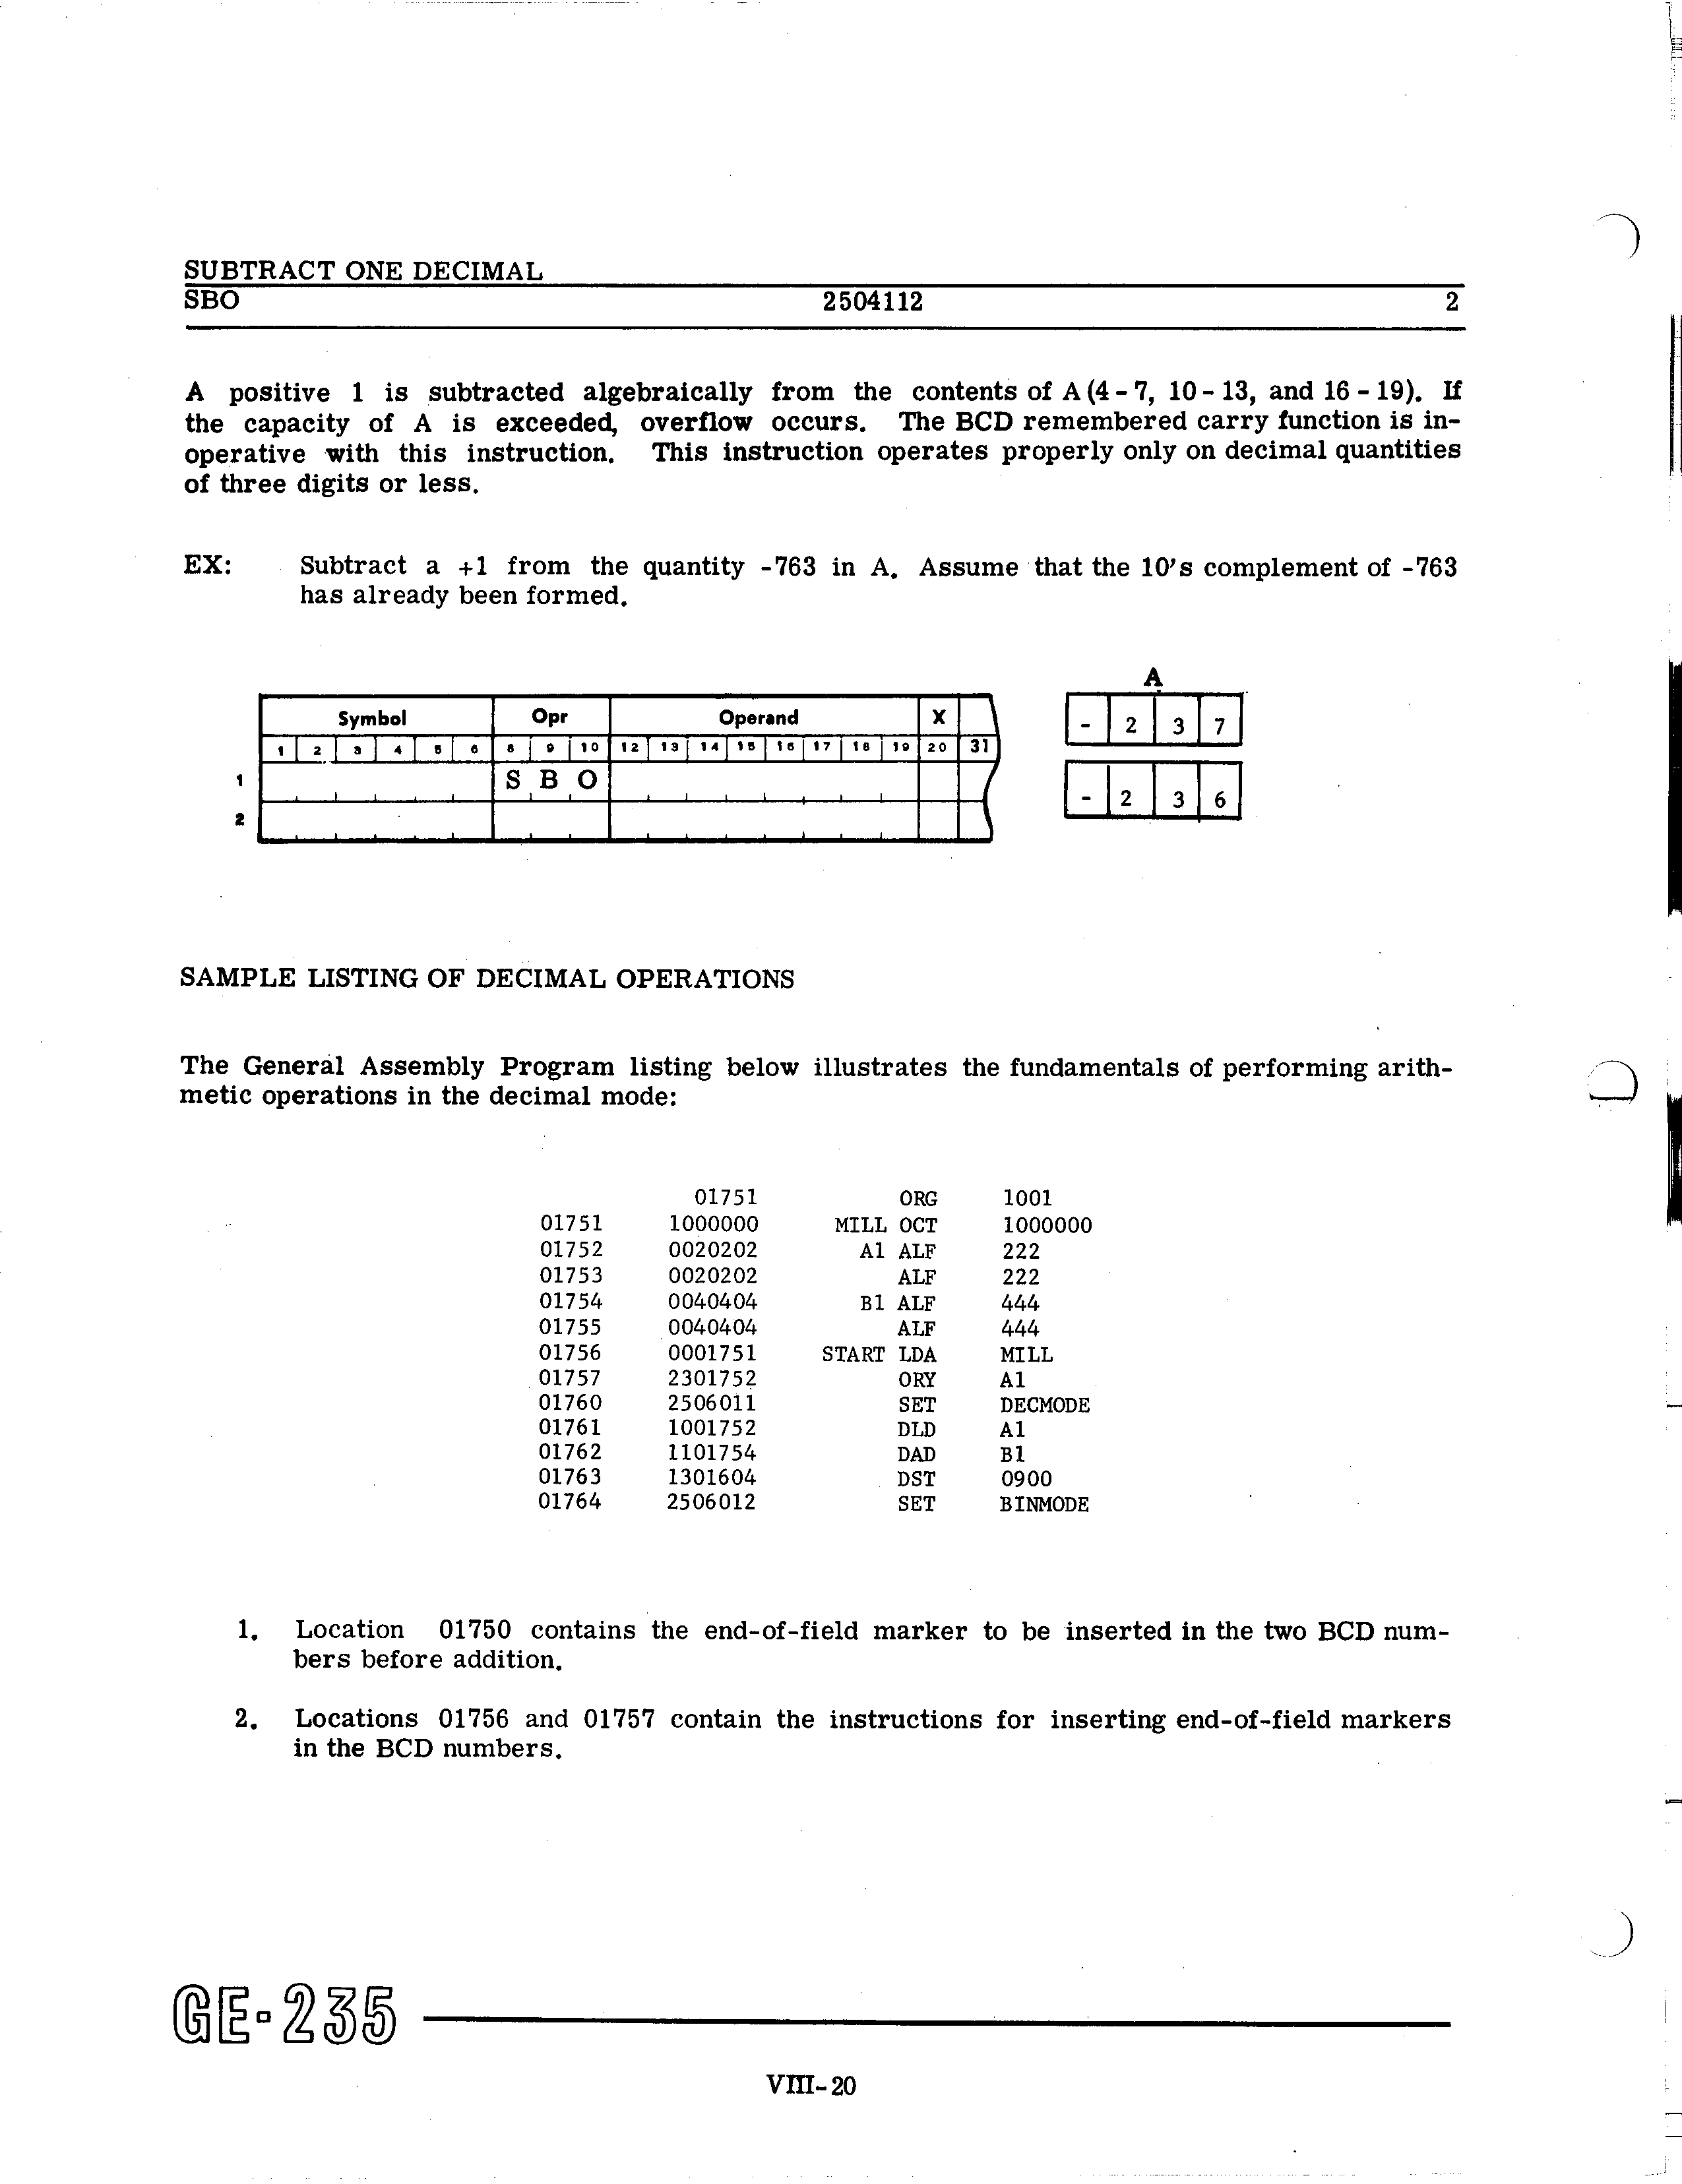 SUBTRACT ONE DECIMAL
SBO 2504112 2
A positive 1 is subtracted algebraically from the contents of A (4 - 7, 10 - 13, and 16 - 19). If
the capacity of A is exceeded, overflow occurs. The BCD remembered carry function is in-
operative with this instruction. This instruction operates properly only on decimal quantities
of three digits or less.
EX: Subtract a +1 from the quantity -763 in A. Assume that the 10's complement of -763
has already been formed.
A
Symbol Opr Operand X - 2 3 7
1 2 3 4 5 6 8 9 10 12 13 14 15 16 17 18 19 20 31
1 S B O - 2 3 6
2
SAMPLE LISTING OF DECIMAL OPERATIONS
The General Assembly Program listing below illustrates the fundamentals of performing arith-
metic operations in the decimal mode:
01751 ORG 1001
01751 1000000 MILL OCT 1000000
01752 0020202 A1 ALF 222
01753 0020202 ALF 222
01754 0040404 B1 ALF 444
01755 0040404 ALF 444
01756 0001751 START LDA MILL
01757 2301752 ORY A1
01760 2506011 SET DECMODE
01761 1001752 DLD A1
01762 1101754 DAD B1
01763 1301604 DST 0900
01764 2506012 SET BINMODE
1. Location 01750 contains the end-of-field marker to be inserted in the two BCD num-
bers before addition.
2. Locations 01756 and 01757 contain the instructions for inserting end-of-field markers
in the BCD numbers.
GE-235
VIII-20